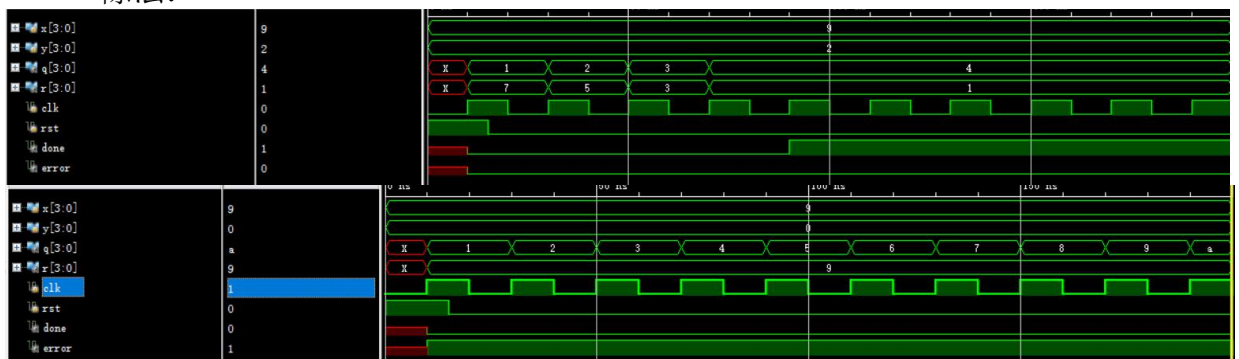 x[3:0] 9 9
y[3:0] 2 2
q[3:0] 4 X 1 2 3 4
r[3:0] 1 X 7 5 3 1
clk 0
rst 0
done 1
error 0
0 ns 50 ns 100 ns 150 ns
x[3:0] 9 9
y[3:0] 0 0
q[3:0] a X 1 2 3 4 5 6 7 8 9 a
r[3:0] 9 X 9
clk 1
rst 0
done 0
error 1